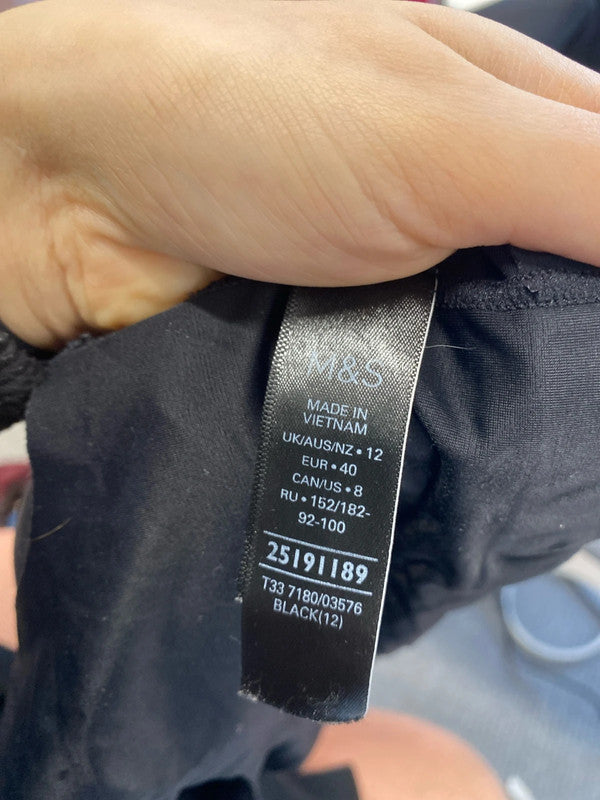 M&S
MADE IN
VIETNAM
UK/AUS/NZ • 12
EUR • 40
CAN/US • 8
RU • 152/182-
92-100
25191189
T33 7180/03576
BLACK(12)